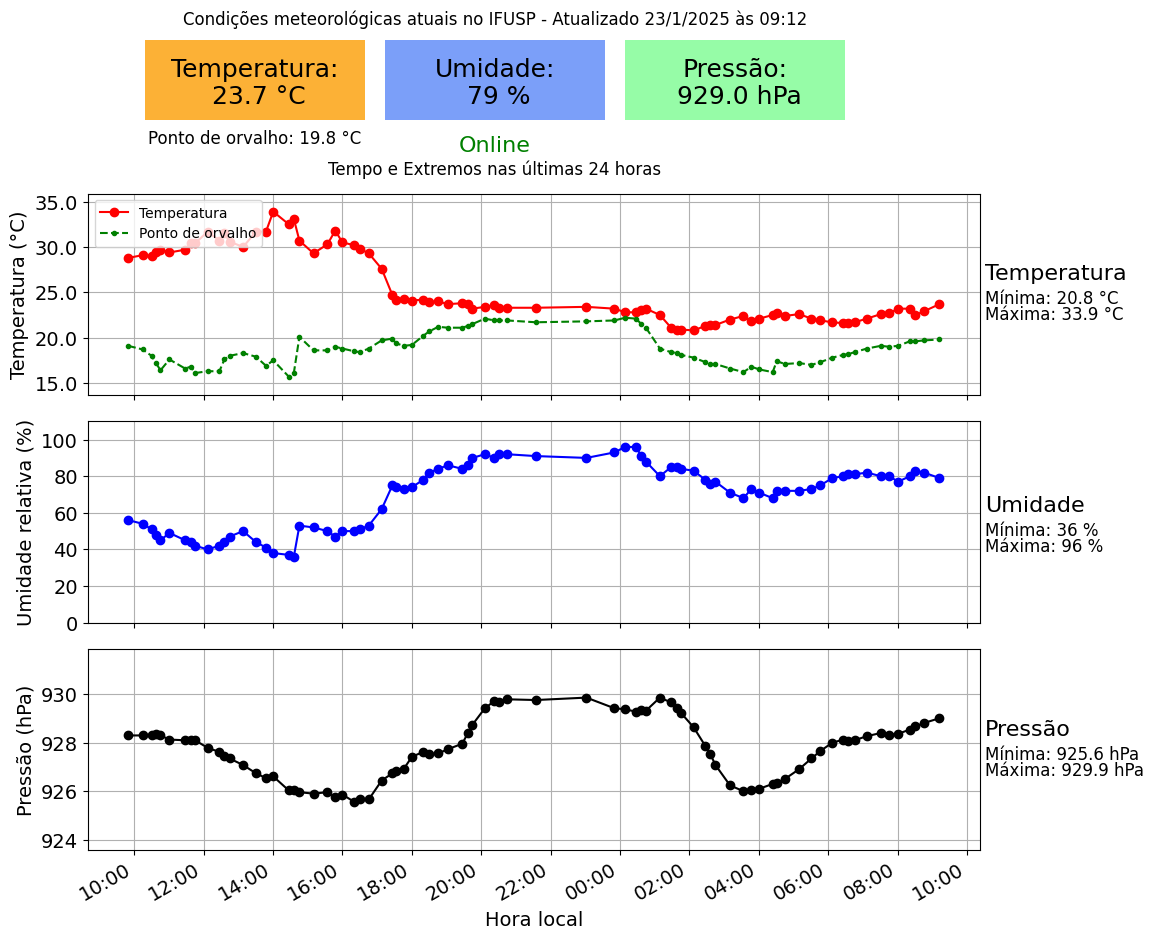 Condições meteorológicas atuais no IFUSP - Atualizado 23/1/2025 às 09:12
Temperatura:
23.7 °C
Umidade:
79 %
Pressão:
929.0 hPa
Ponto de orvalho: 19.8 °C
Online
Tempo e Extremos nas últimas 24 horas
Temperatura (°C)
35.0
30.0
25.0
20.0
15.0
Temperatura
Ponto de orvalho
Temperatura
Mínima: 20.8 °C
Máxima: 33.9 °C
Umidade relativa (%)
100
80
60
40
20
0
Umidade
Mínima: 36 %
Máxima: 96 %
Pressão (hPa)
930
928
926
924
Pressão
Mínima: 925.6 hPa
Máxima: 929.9 hPa
10:00 12:00 14:00 16:00 18:00 20:00 22:00 00:00 02:00 04:00 06:00 08:00 10:00
Hora local